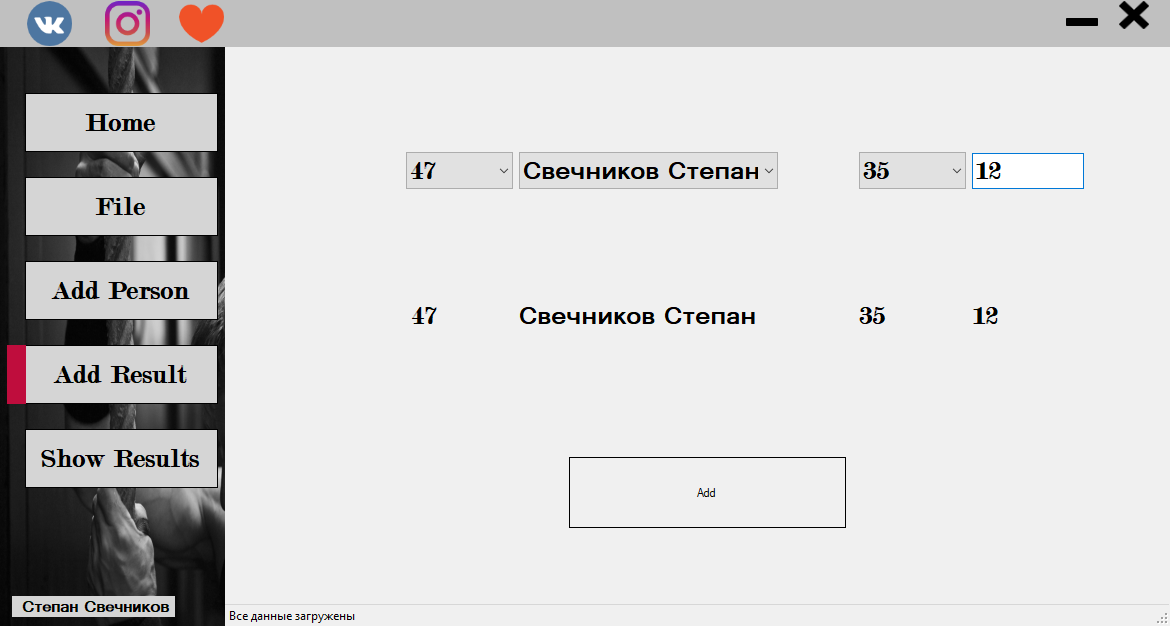 Home
File
Add Person
Add Result
Show Results
47 Свечников Степан 35 12
47 Свечников Степан 35 12
Add
Степан Свечников
Все данные загружены